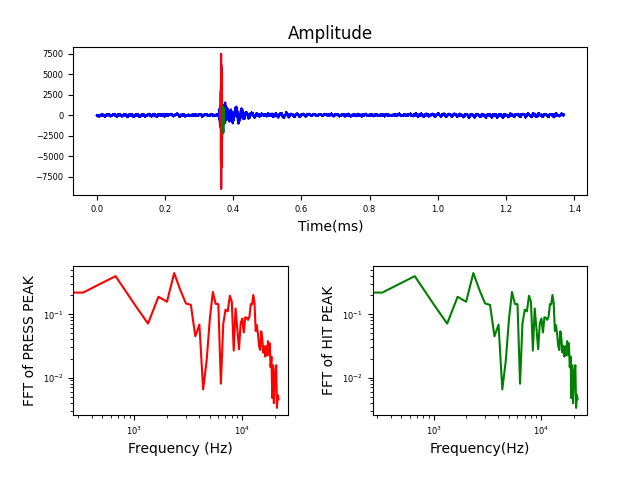 Amplitude
7500
5000
2500
0
−2500
−5000
−7500
0.0 0.2 0.4 0.6 0.8 1.0 1.2 1.4
Time(ms)
FFT of PRESS PEAK
10⁻¹
10⁻²
10³ 10⁴
Frequency (Hz)
FFT of HIT PEAK
10⁻¹
10⁻²
10³ 10⁴
Frequency(Hz)